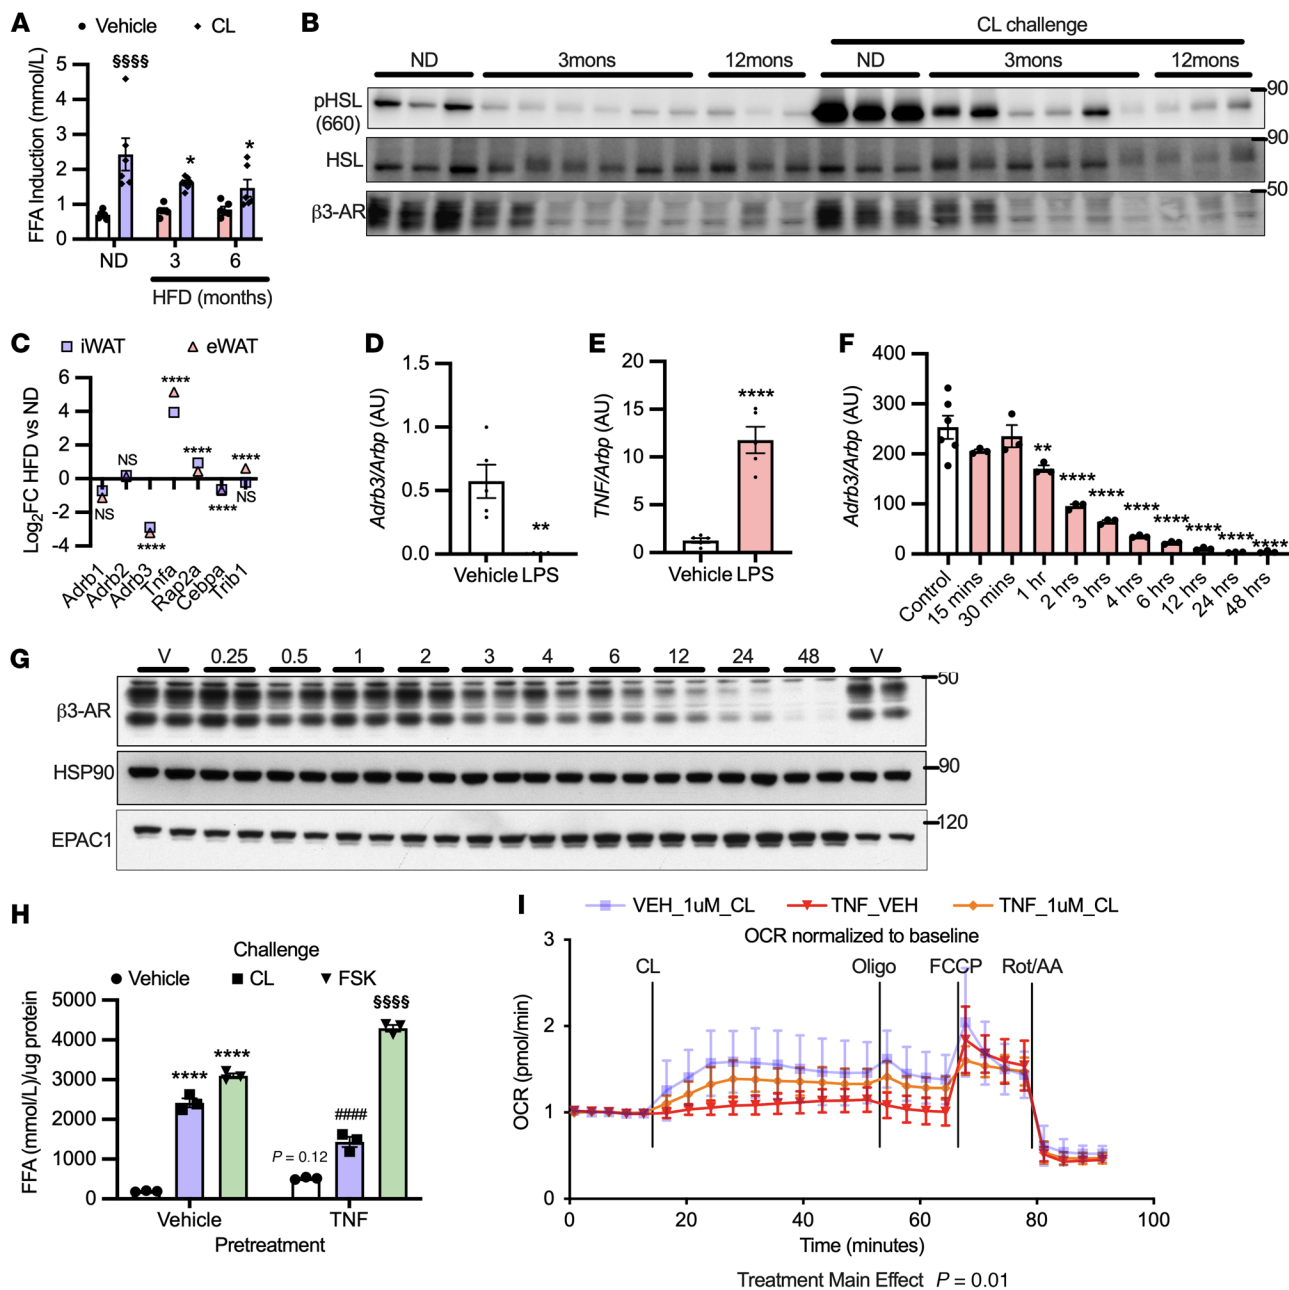 A
Vehicle
CL
FFA Induction (mmol/L)
5
4
3
2
1
0
§§§§
*
*
ND
3
6
HFD (months)
B
CL challenge
ND
3mons
12mons
ND
3mons
12mons
pHSL
(660)
HSL
β3-AR
90
90
50
C
iWAT
eWAT
Log2FC HFD vs ND
6
4
2
0
-2
-4
NS
NS
****
****
****
****
****
NS
Adrb1
Adrb2
Adrb3
Tnfa
Rap2a
Cebpa
Trib1
D
Adrb3/Arbp (AU)
1.5
1.0
0.5
0.0
**
Vehicle
LPS
E
TNF/Arbp (AU)
20
15
10
5
0
****
Vehicle
LPS
F
Adrb3/Arbp (AU)
400
300
200
100
0
**
****
****
****
****
****
****
****
Control
15 mins
30 mins
1 hr
2 hrs
3 hrs
4 hrs
6 hrs
12 hrs
24 hrs
48 hrs
G
V
0.25
0.5
1
2
3
4
6
12
24
48
V
β3-AR
HSP90
EPAC1
50
90
120
H
Challenge
Vehicle
CL
FSK
FFA (mmol/L)/ug protein
5000
4000
3000
2000
1000
0
****
****
P = 0.12
####
§§§§
Vehicle
TNF
Pretreatment
I
VEH_1uM_CL
TNF_VEH
TNF_1uM_CL
OCR normalized to baseline
CL
Oligo
FCCP
Rot/AA
OCR (pmol/min)
3
2
1
0
0
20
40
60
80
100
Time (minutes)
Treatment Main Effect P = 0.01